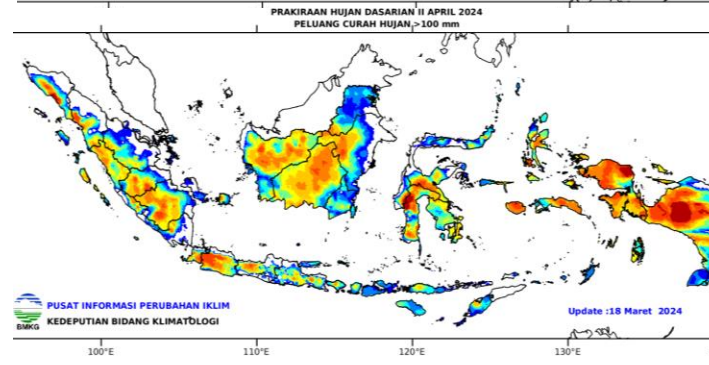 PRAKIRAAN HUJAN DASARIAN II APRIL 2024
PELUANG CURAH HUJAN >100 mm
PUSAT INFORMASI PERUBAHAN IKLIM
KEDEPUTIAN BIDANG KLIMATOLOGI
BMKG
Update :18 Maret 2024
100°E
110°E
120°E
130°E